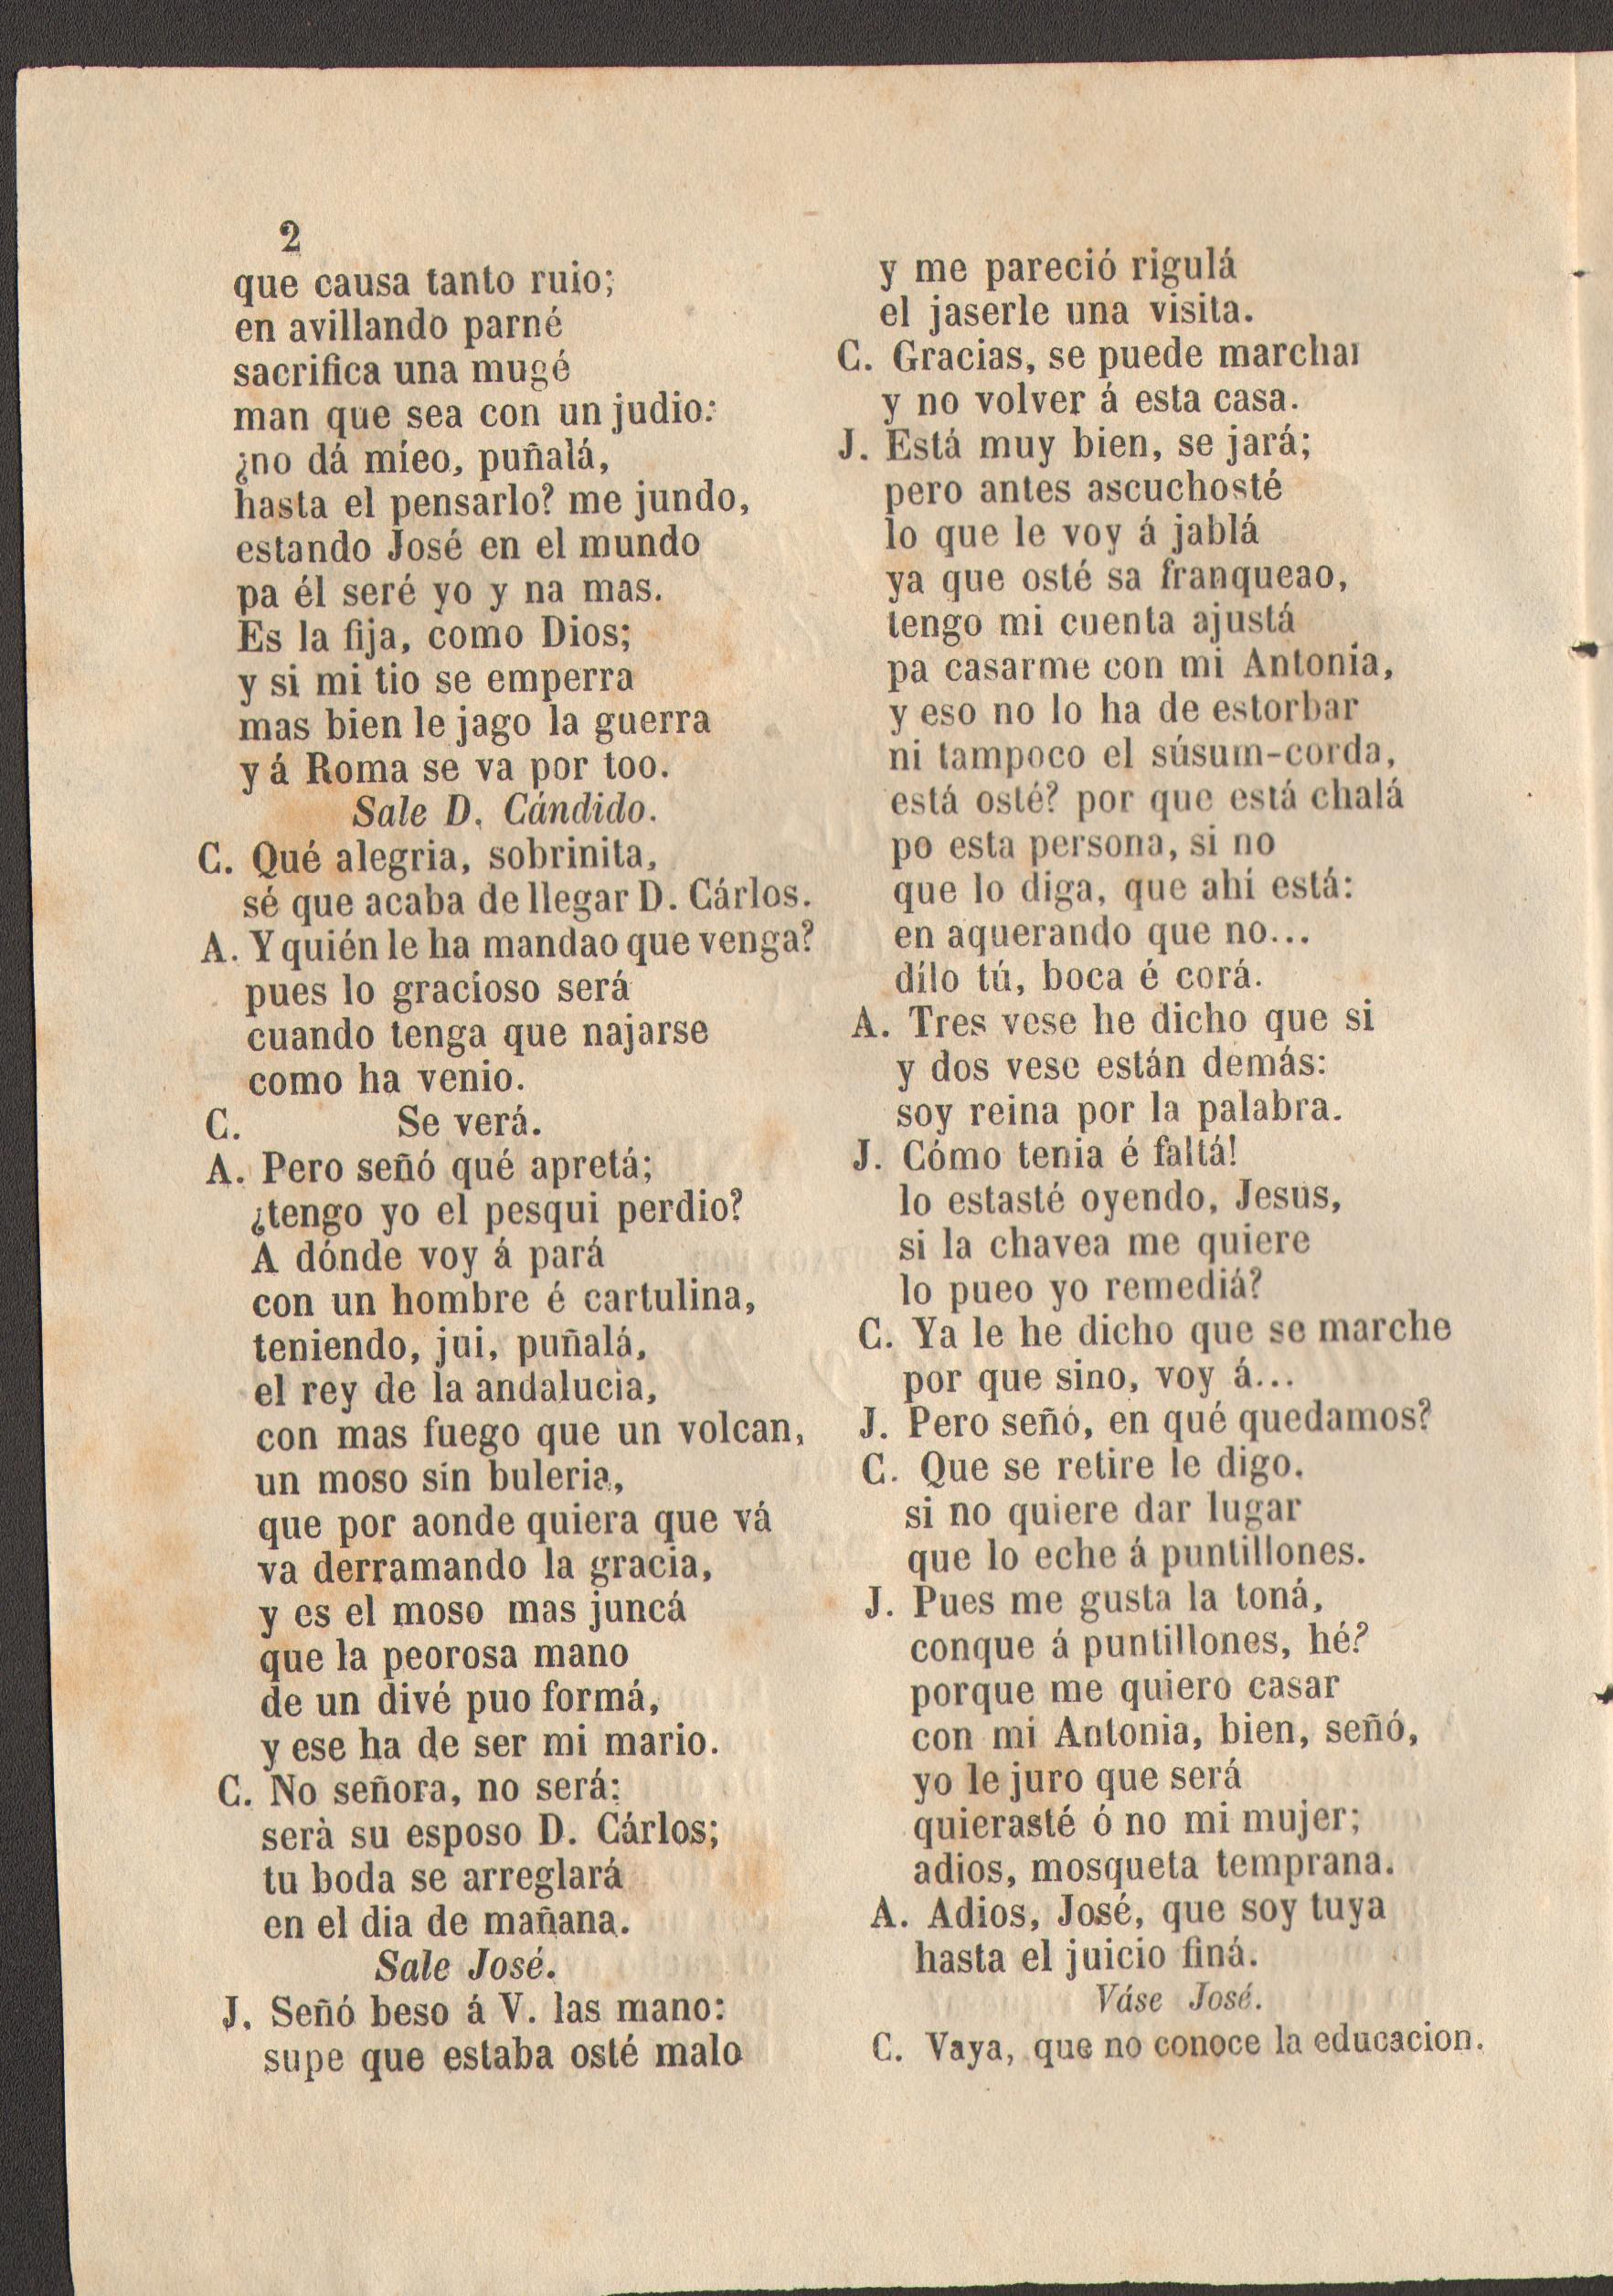 2
que causa tanto ruio;
en avillando parné
sacrifica una mugé
man que sea con un judio:
¿no dá mieo, puñalá,
hasta el pensarlo? me jundo,
estando José en el mundo
pa él seré yo y na mas.
Es la fija, como Dios;
y si mi tio se emperra
mas bien le jago la guerra
y á Roma se va por too.
Sale D. Cándido.
C. Qué alegria, sobrinita,
sé que acaba de llegar D. Cárlos.
A. Y quién le ha mandao que venga?
pues lo gracioso será
cuando tenga que najarse
como ha venio.
C. Se verá.
A. Pero señó qué apretá;
¿tengo yo el pesqui perdio?
A dónde voy á pará
con un hombre é cartulina,
teniendo, jui, puñalá,
el rey de la andalucia,
con mas fuego que un volcan,
un moso sin buleria,
que por aonde quiera que vá
va derramando la gracia,
y es el moso mas juncá
que la peorosa mano
de un divé puo formá,
y ese ha de ser mi mario.
C. No señora, no será;
serà su esposo D. Cárlos;
tu boda se arreglará
en el dia de mañana.
Sale José.
J. Señó beso á V. las mano:
supe que estaba osté malo
y me pareció rigulá
el jaserle una visita.
C. Gracias, se puede marchar
y no volver á esta casa.
J. Está muy bien, se jará;
pero antes ascuchosté
lo que le voy á jablá
ya que osté sa franqueao,
tengo mi cuenta ajustá
pa casarme con mi Antonia,
y eso no lo ha de estorbar
ni tampoco el súsum-corda,
está osté? por que está chalá
po esta persona, si no
que lo diga, que ahí está:
en aquerando que no...
dílo tú, boca é corá.
A. Tres vese he dicho que si
y dos vese están demás:
soy reina por la palabra.
J. Cómo tenia é faltá!
lo estasté oyendo, Jesus,
si la chavea me quiere
lo pueo yo remediá?
C. Ya le he dicho que se marche
por que sino, voy á...
J. Pero señó, en qué quedamos?
C. Que se retire le digo,
si no quiere dar lugar
que lo eche á puntillones.
J. Pues me gusta la toná,
conque á puntillones, hé?
porque me quiero casar
con mi Antonia, bien, señó,
yo le juro que será
quierasté ó no mi mujer;
adios, mosqueta temprana.
A. Adios, José, que soy tuya
hasta el juicio finá.
Váse José.
C. Vaya, que no conoce la educacion.